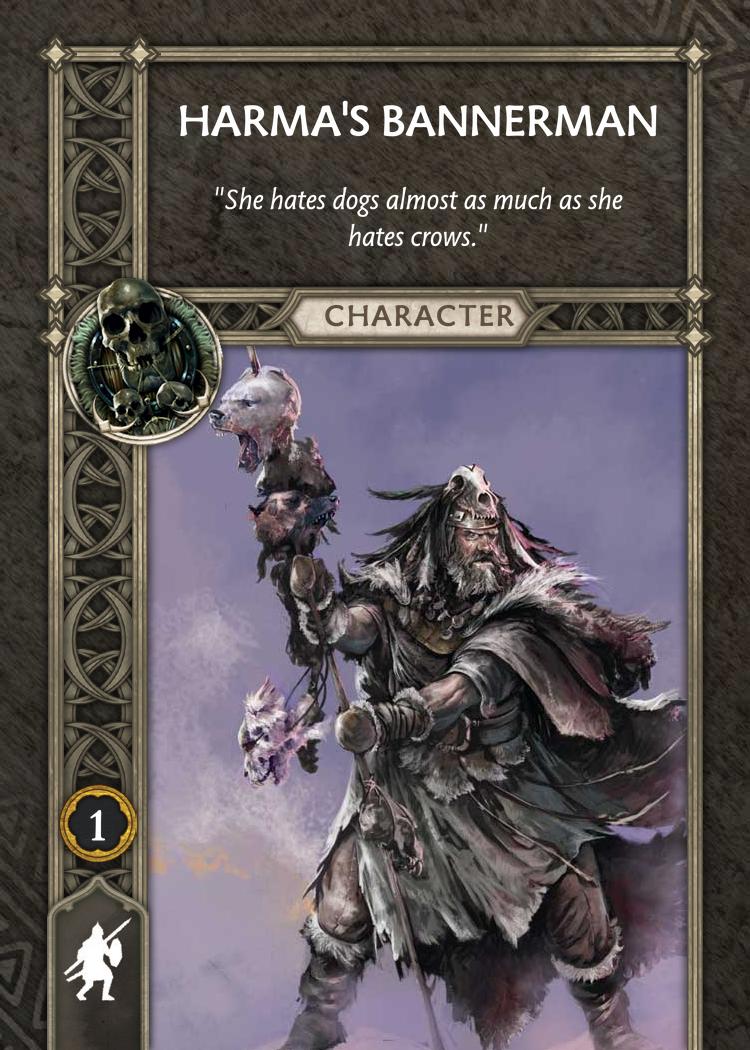 HARMA'S BANNERMAN
"She hates dogs almost as much as she
hates crows."
CHARACTER
1